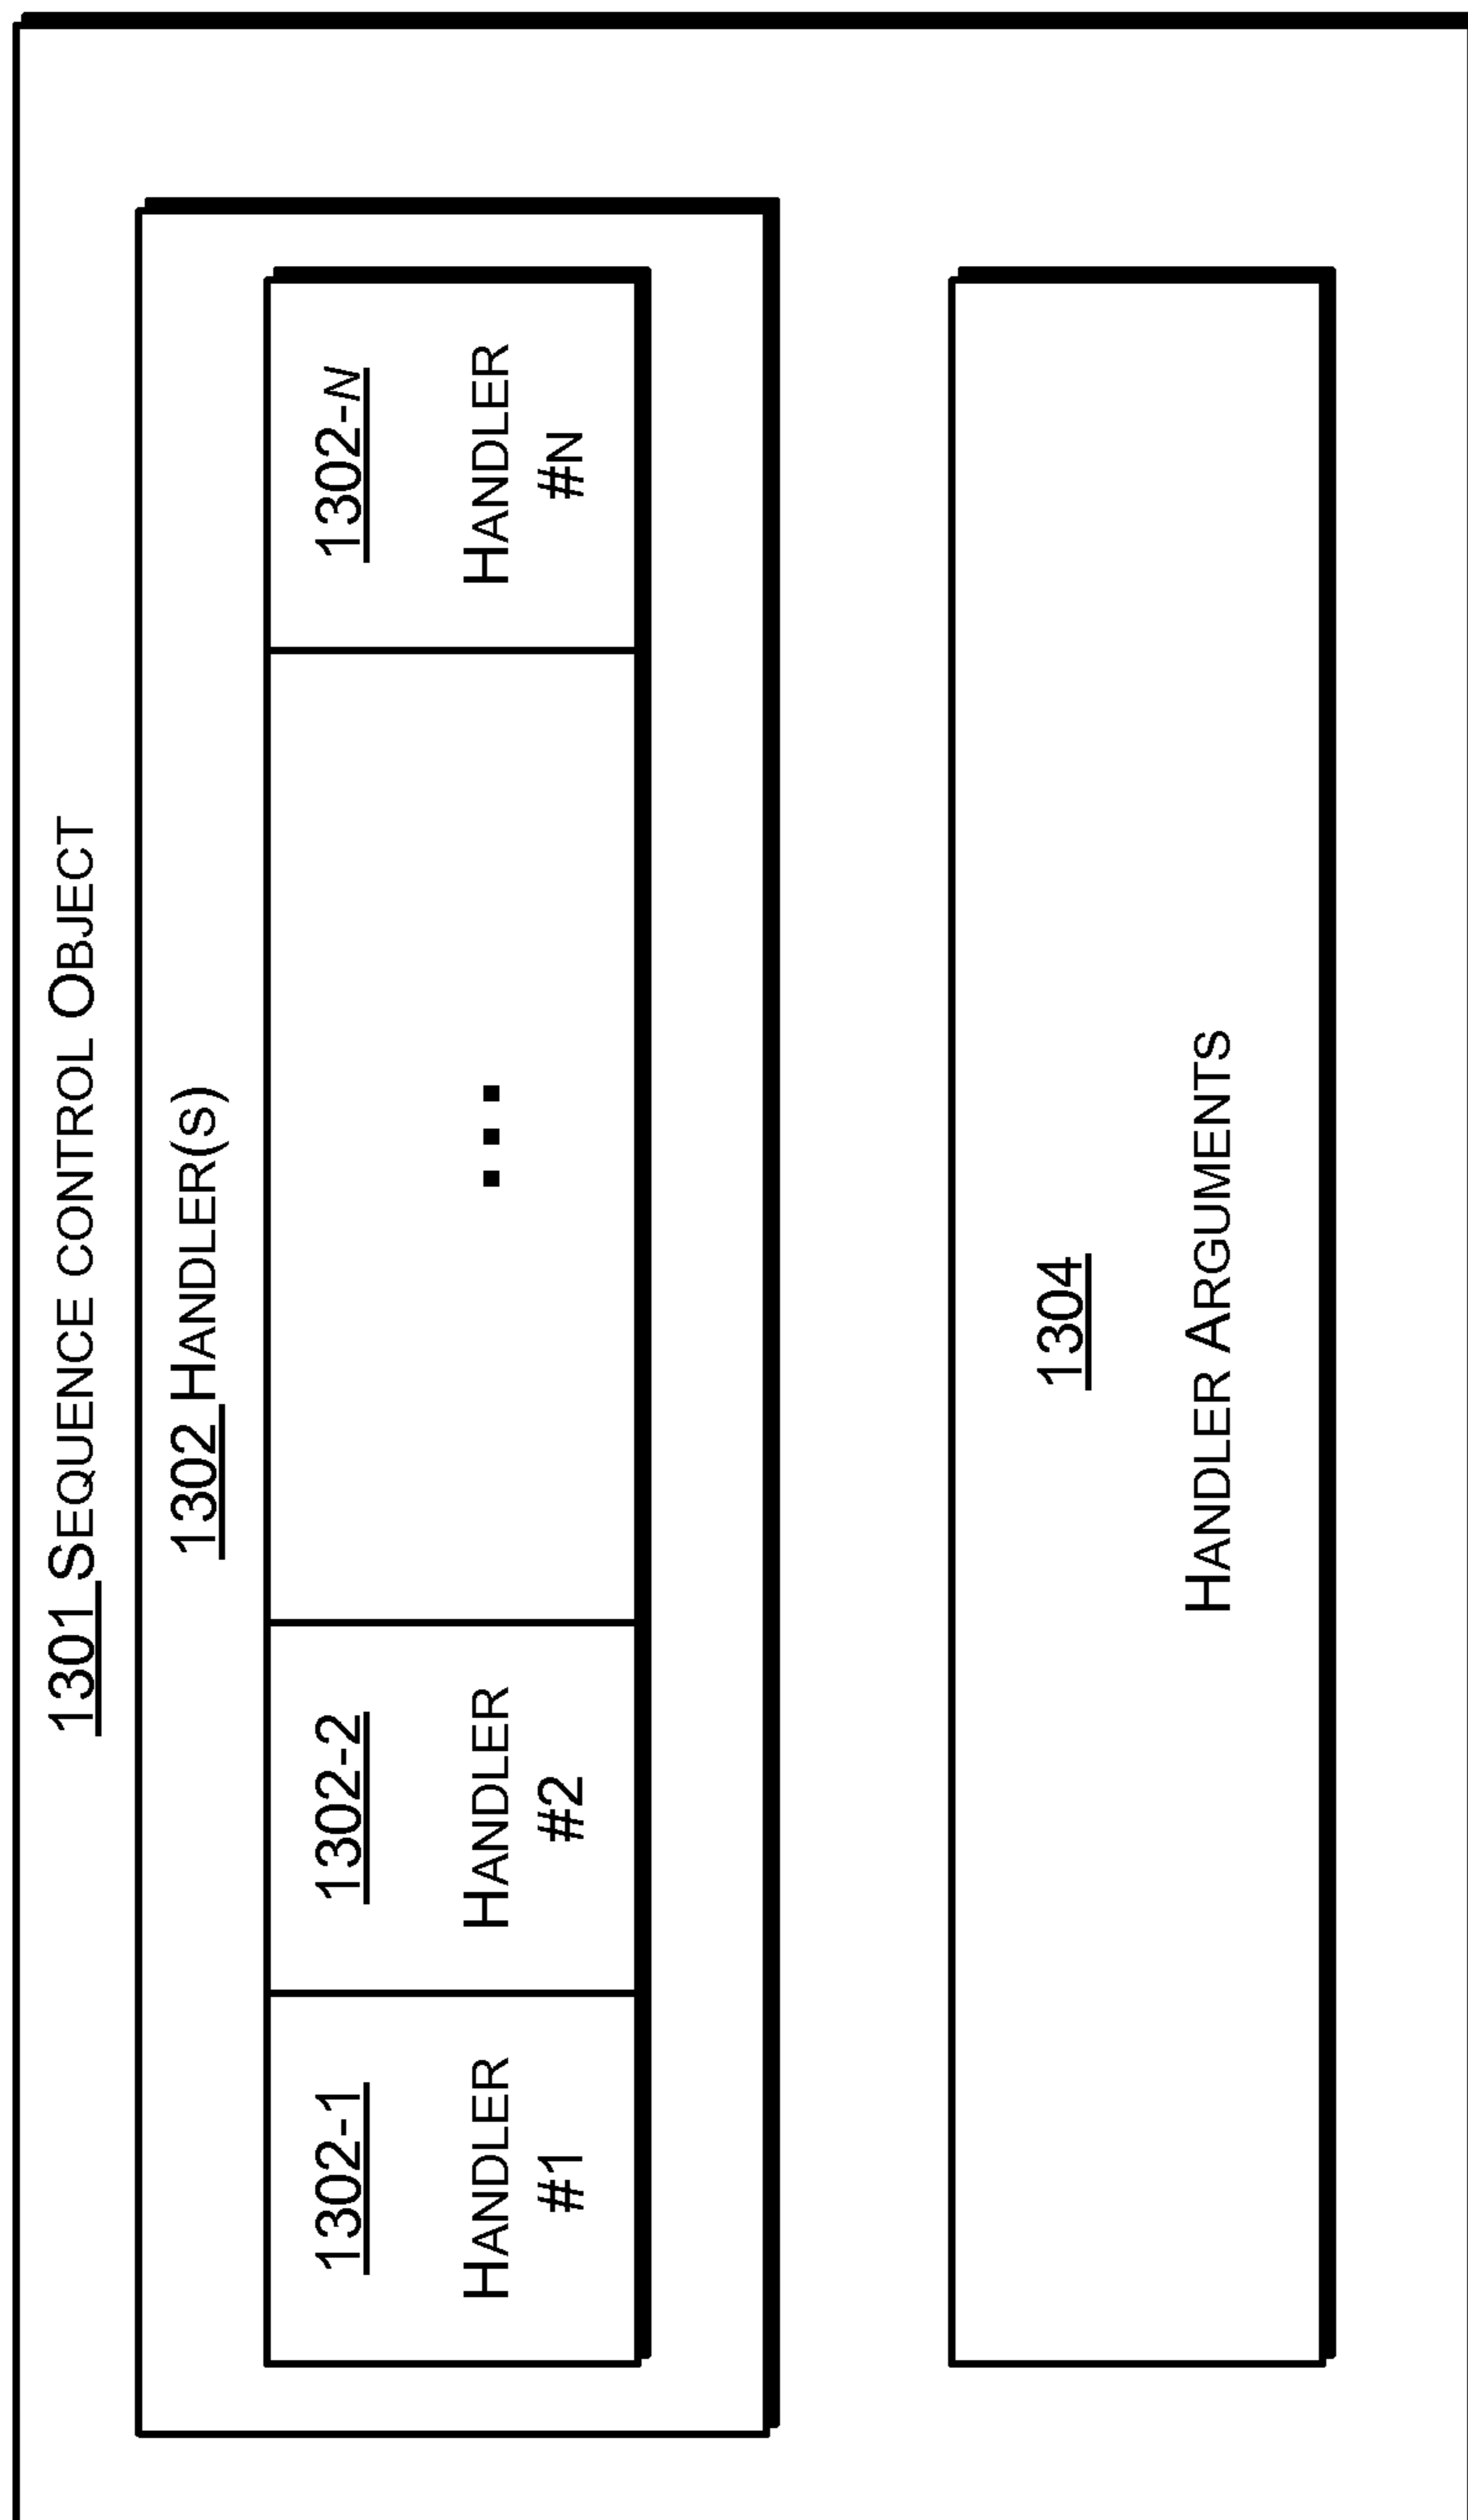 1301 SEQUENCE CONTROL OBJECT
1302 HANDLER(S)
1302-1
HANDLER
#1
1302-2
HANDLER
#2
...
1302-N
HANDLER
#N
1304
HANDLER ARGUMENTS